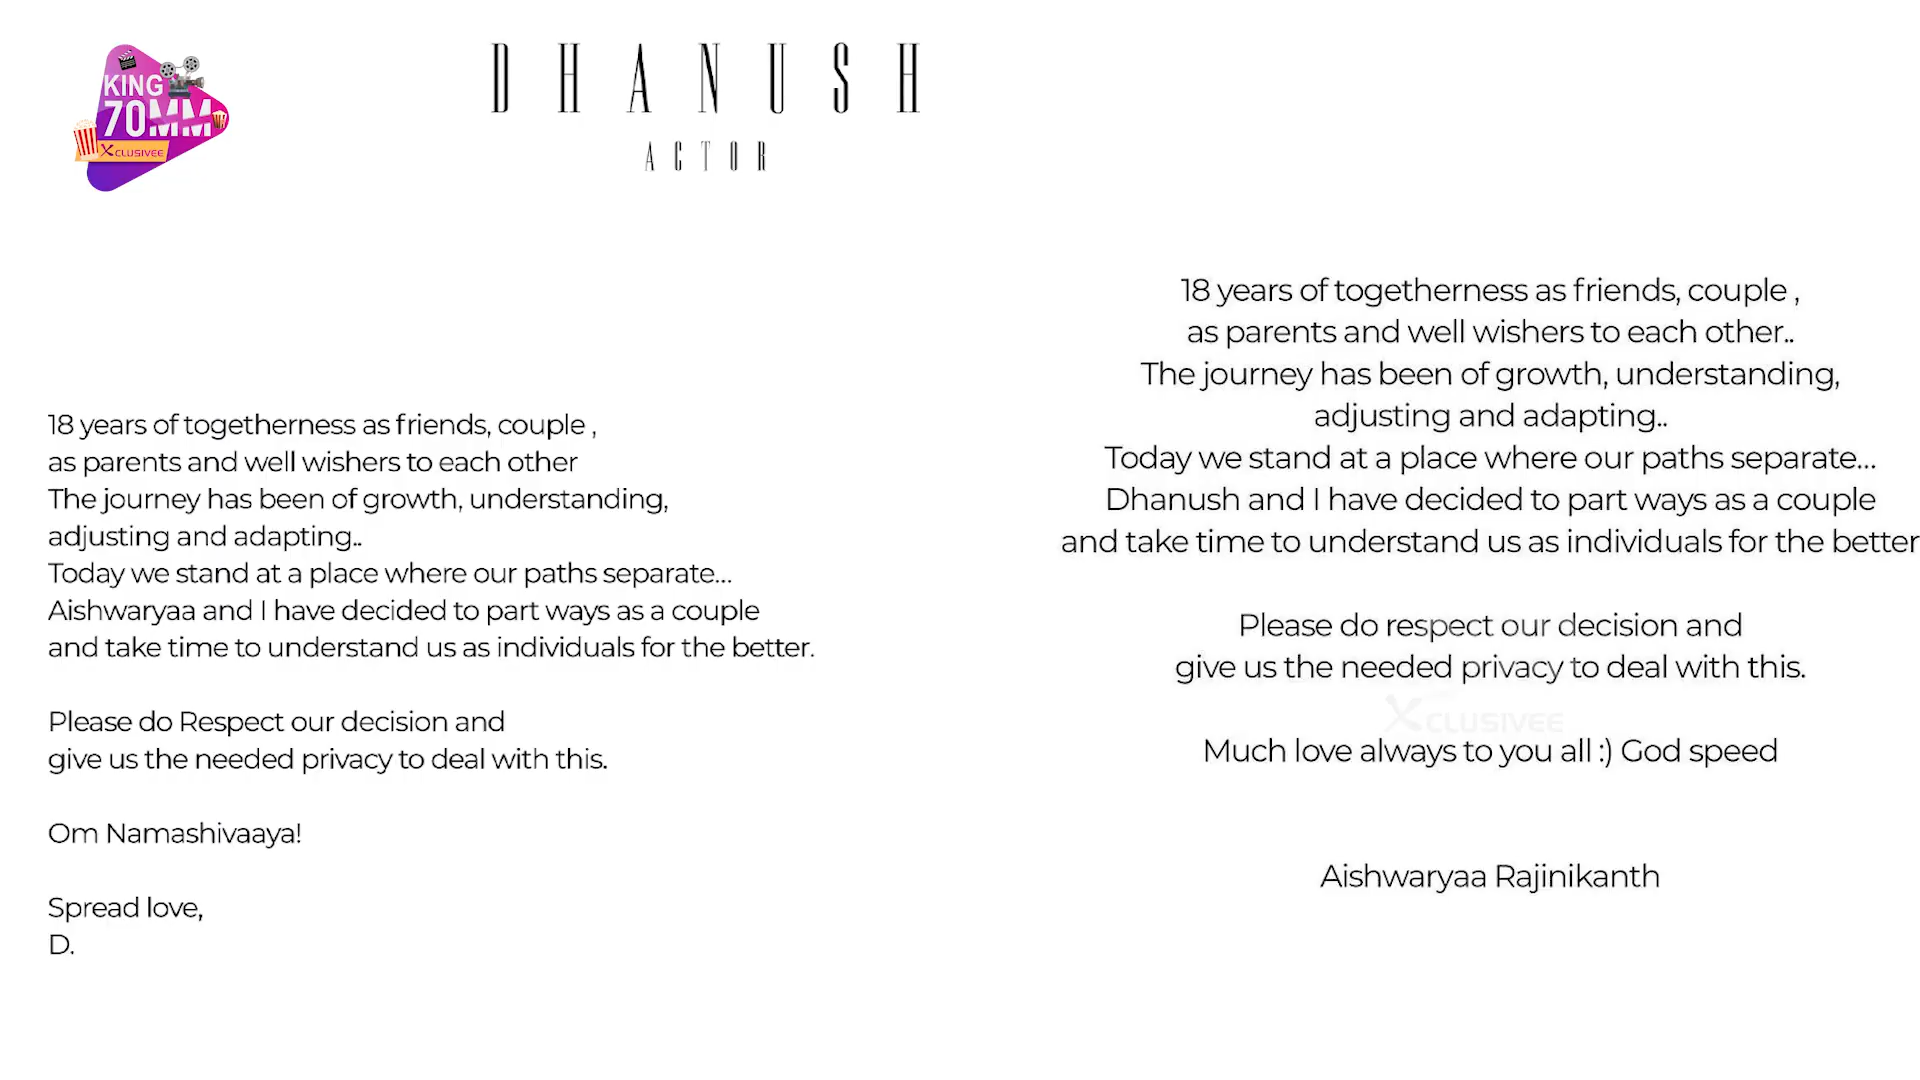 KING
70MM
XCLUSIVEE
DHANUSH
ACTOR
18 years of togetherness as friends, couple ,
as parents and well wishers to each other
The journey has been of growth, understanding,
adjusting and adapting..
Today we stand at a place where our paths separate...
Aishwaryaa and I have decided to part ways as a couple
and take time to understand us as individuals for the better.
Please do Respect our decision and
give us the needed privacy to deal with this.
Om Namashivaaya!
Spread love,
D.
18 years of togetherness as friends, couple ,
as parents and well wishers to each other..
The journey has been of growth, understanding,
adjusting and adapting..
Today we stand at a place where our paths separate...
Dhanush and I have decided to part ways as a couple
and take time to understand us as individuals for the better
Please do respect our decision and
give us the needed privacy to deal with this.
XCLUSIVEE
Much love always to you all :) God speed
Aishwaryaa Rajinikanth